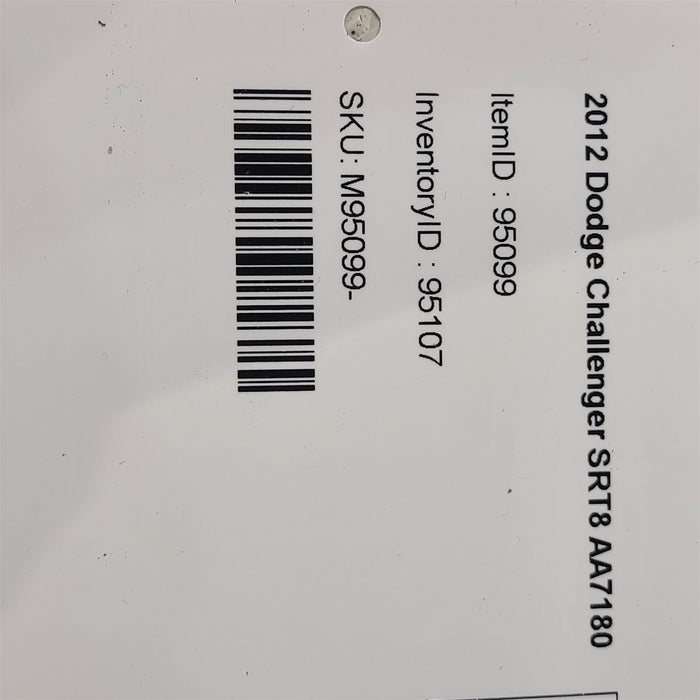 2012 Dodge Challenger SRT8 AA7180
ItemID : 95099
InventoryID : 95107
SKU: M95099-